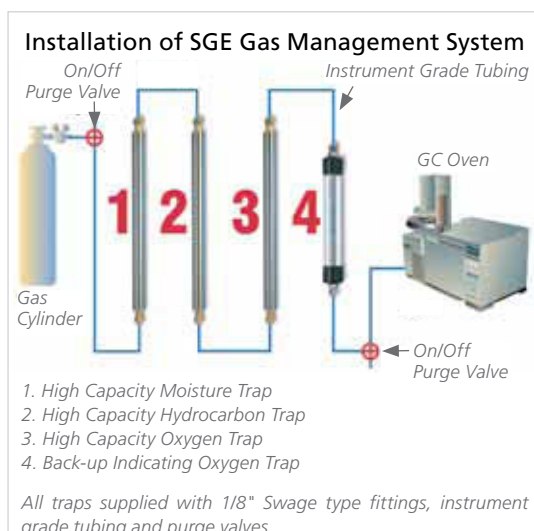 Installation of SGE Gas Management System
On/Off
Purge Valve
Instrument Grade Tubing
GC Oven
1 2 3 4
Gas
Cylinder
On/Off
Purge Valve
1. High Capacity Moisture Trap
2. High Capacity Hydrocarbon Trap
3. High Capacity Oxygen Trap
4. Back-up Indicating Oxygen Trap
All traps supplied with 1/8" Swage type fittings, instrument
grade tubing and purge valves